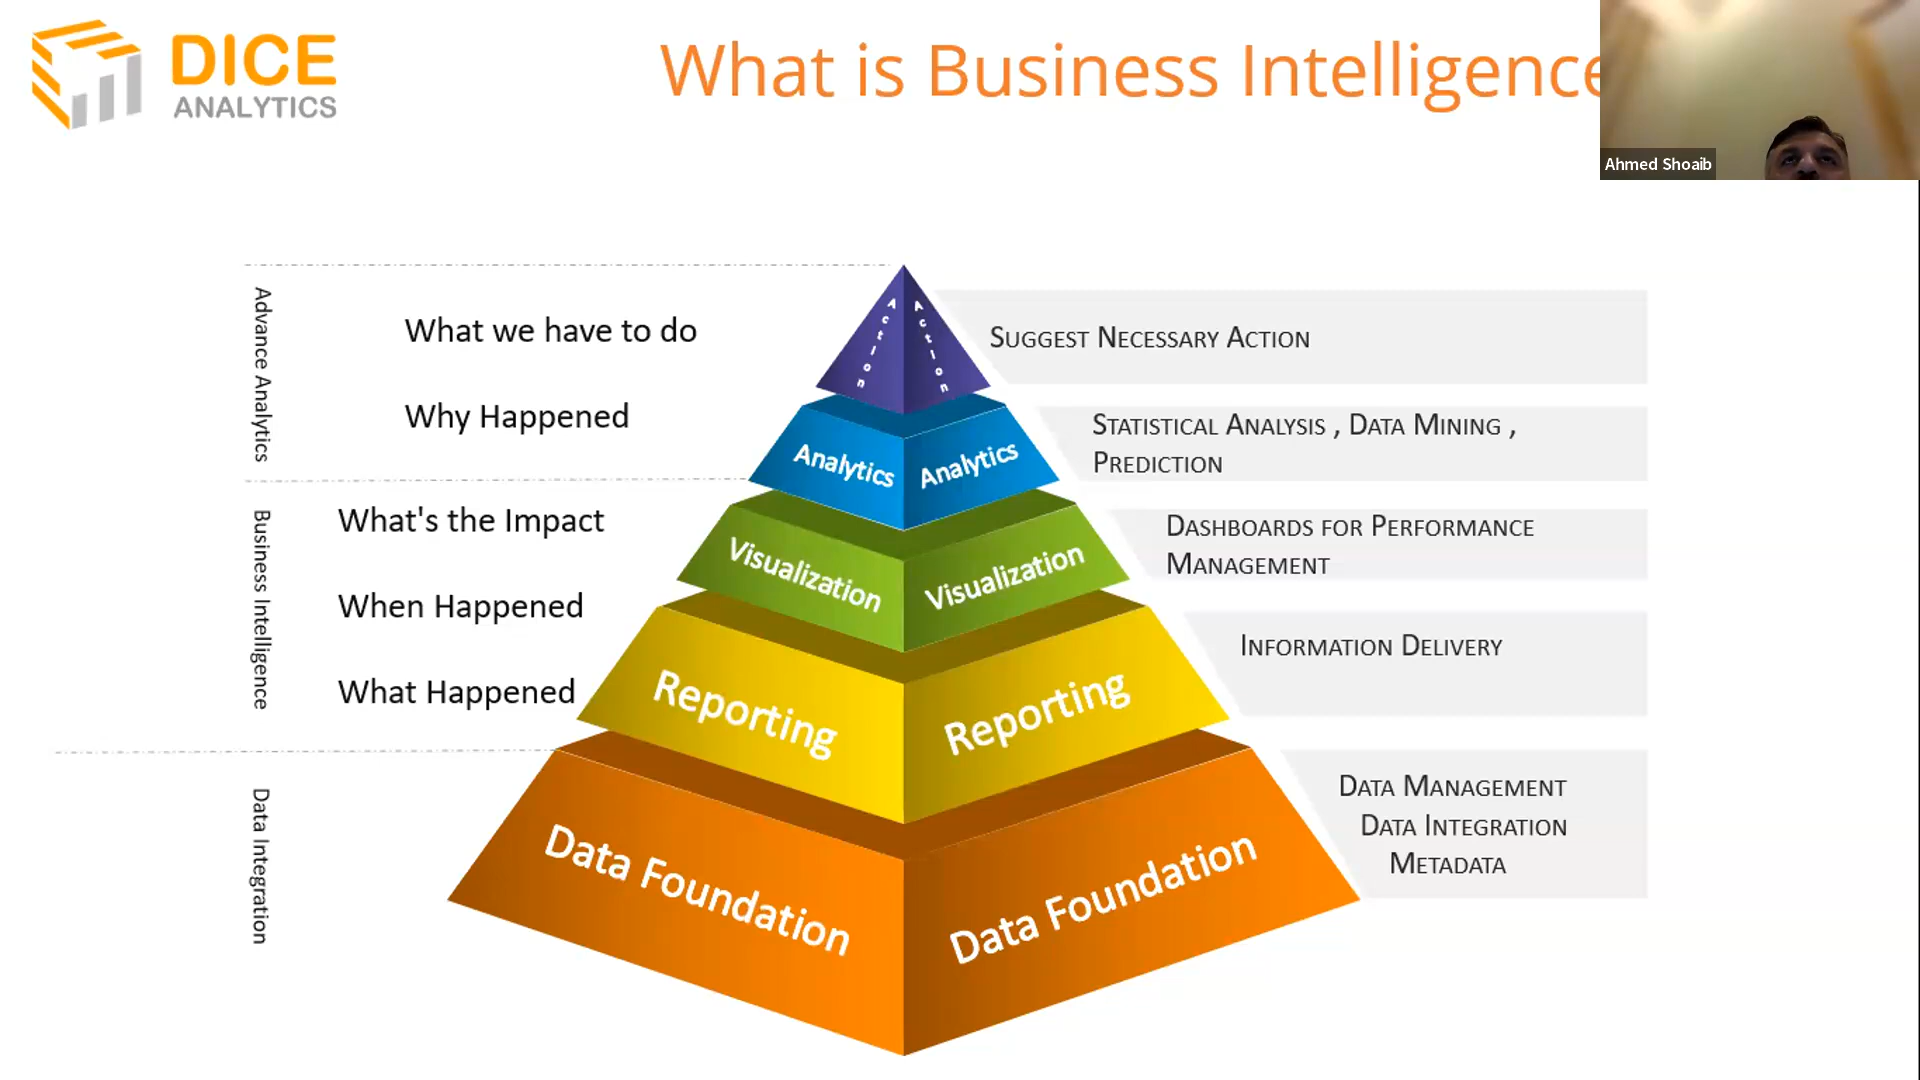 DICE
ANALYTICS
What is Business Intelligence
Ahmed Shoaib
Advance Analytics
What we have to do
Why Happened
Action
Action
SUGGEST NECESSARY ACTION
Analytics
Analytics
STATISTICAL ANALYSIS , DATA MINING ,
PREDICTION
Business Intelligence
What's the Impact
When Happened
What Happened
Visualization
Visualization
DASHBOARDS FOR PERFORMANCE
MANAGEMENT
Reporting
Reporting
INFORMATION DELIVERY
Data Integration
Data Foundation
Data Foundation
DATA MANAGEMENT
DATA INTEGRATION
METADATA